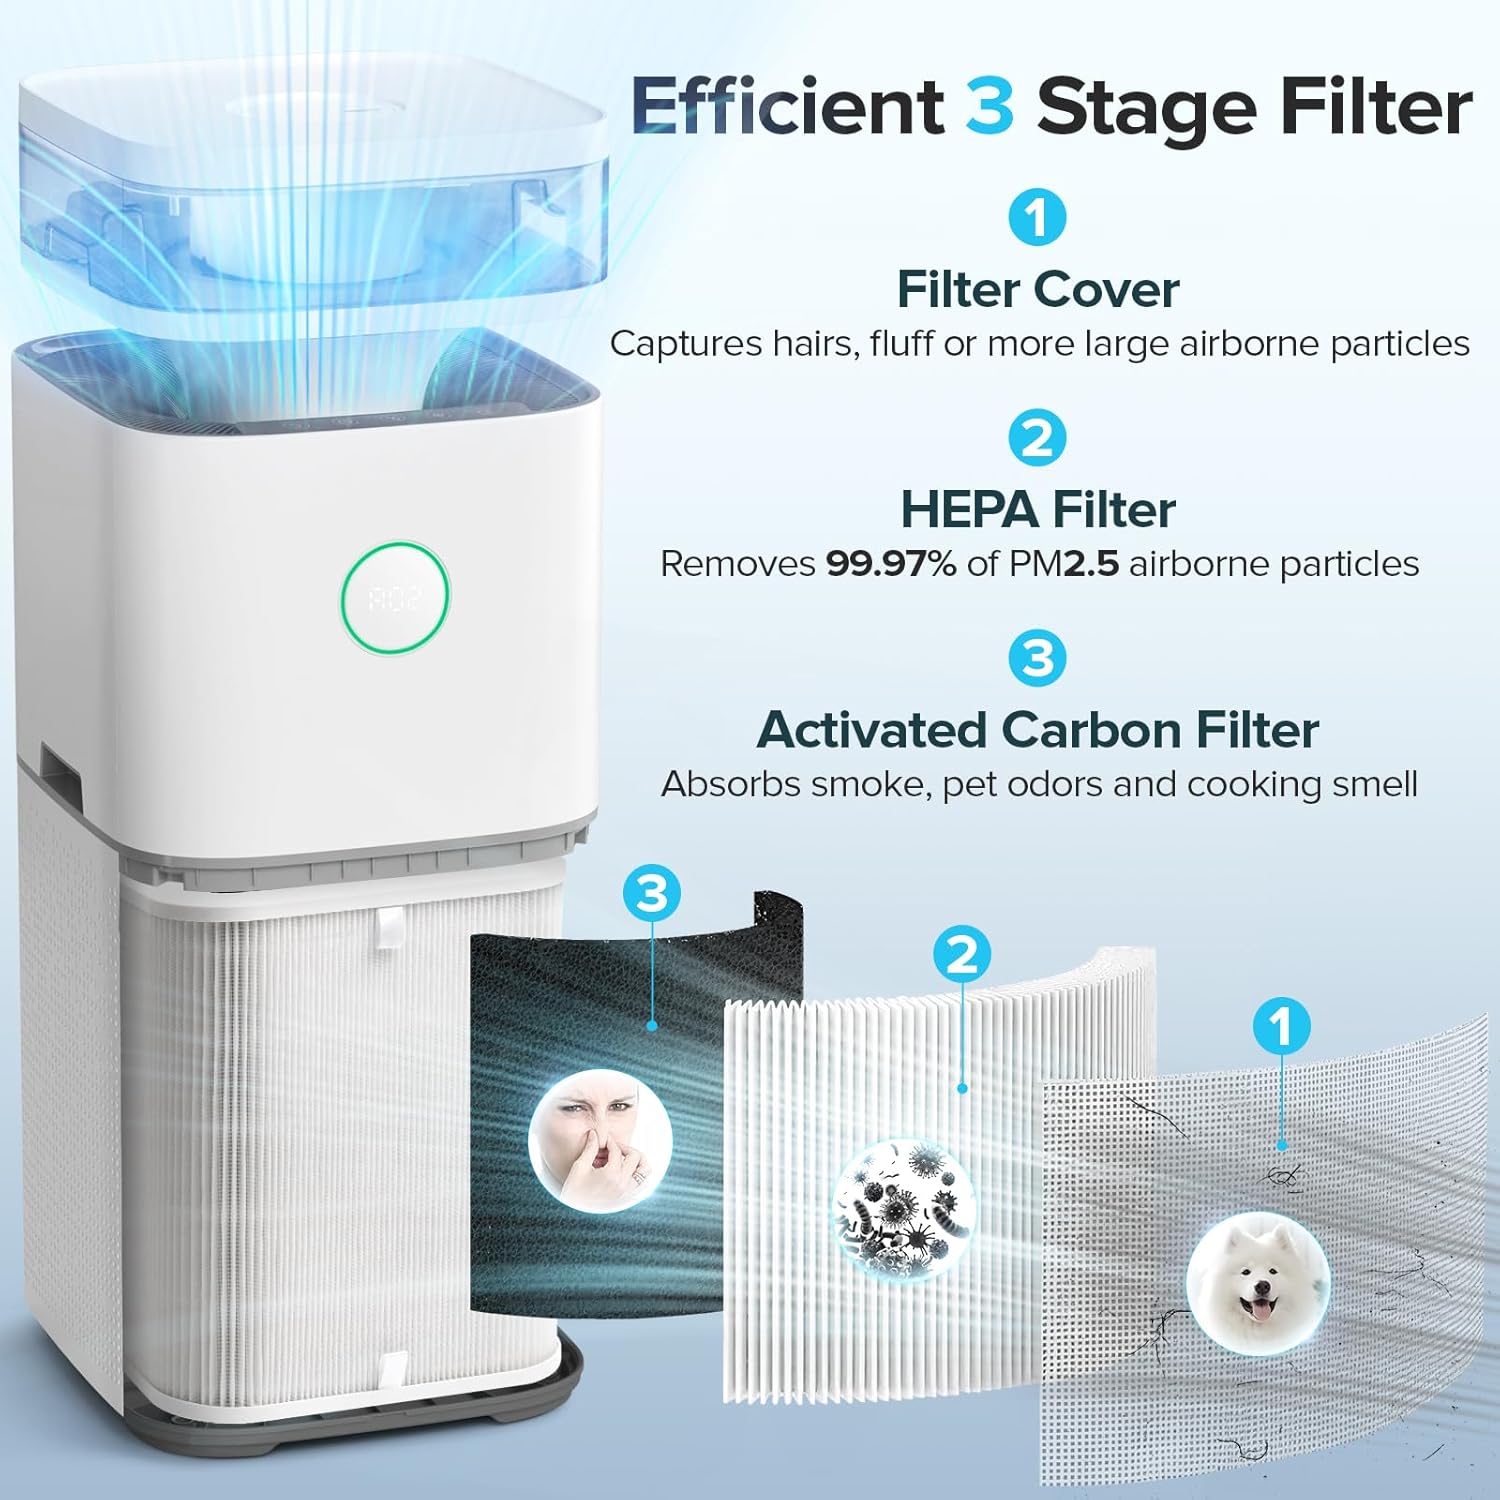 Efficient 3 Stage Filter
1
Filter Cover
Captures hairs, fluff or more large airborne particles
2
HEPA Filter
Removes 99.97% of PM2.5 airborne particles
3
Activated Carbon Filter
Absorbs smoke, pet odors and cooking smell
A02
3
2
1